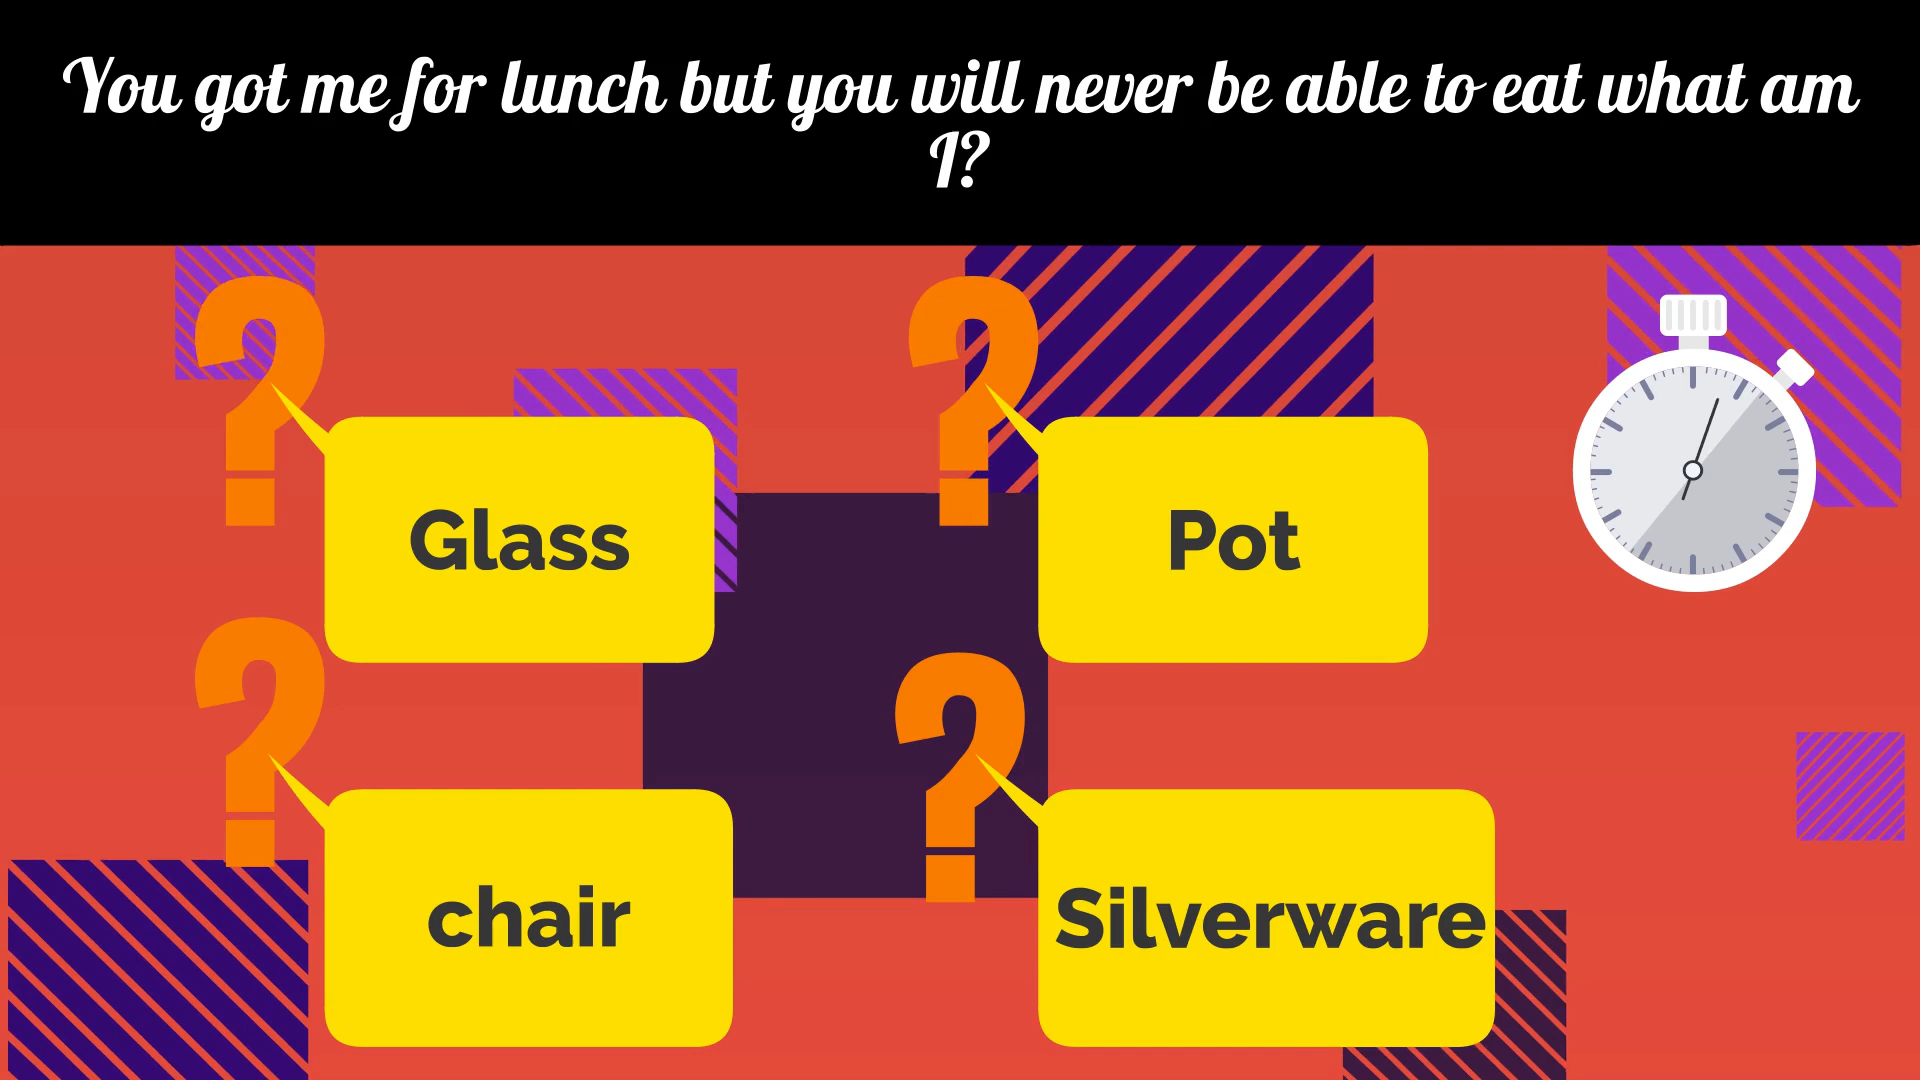 You got me for lunch but you will never be able to eat what am
I?
Glass
Pot
chair
Silverware